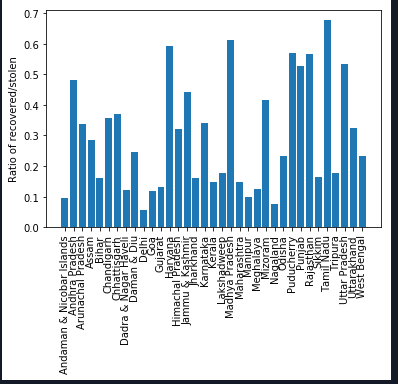 0.7
0.6
0.5
0.4
0.3
0.2
0.1
0.0
Ratio of recovered/stolen
Andaman & Nicobar Islands
Andhra Pradesh
Arunachal Pradesh
Assam
Bihar
Chandigarh
Chhattisgarh
Dadra & Nagar Haveli
Daman & Diu
Delhi
Goa
Gujarat
Haryana
Himachal Pradesh
Jammu & Kashmir
Jharkhand
Karnataka
Kerala
Lakshadweep
Madhya Pradesh
Maharashtra
Manipur
Meghalaya
Mizoram
Nagaland
Odisha
Puducherry
Punjab
Rajasthan
Sikkim
Tamil Nadu
Tripura
Uttar Pradesh
Uttarakhand
West Bengal